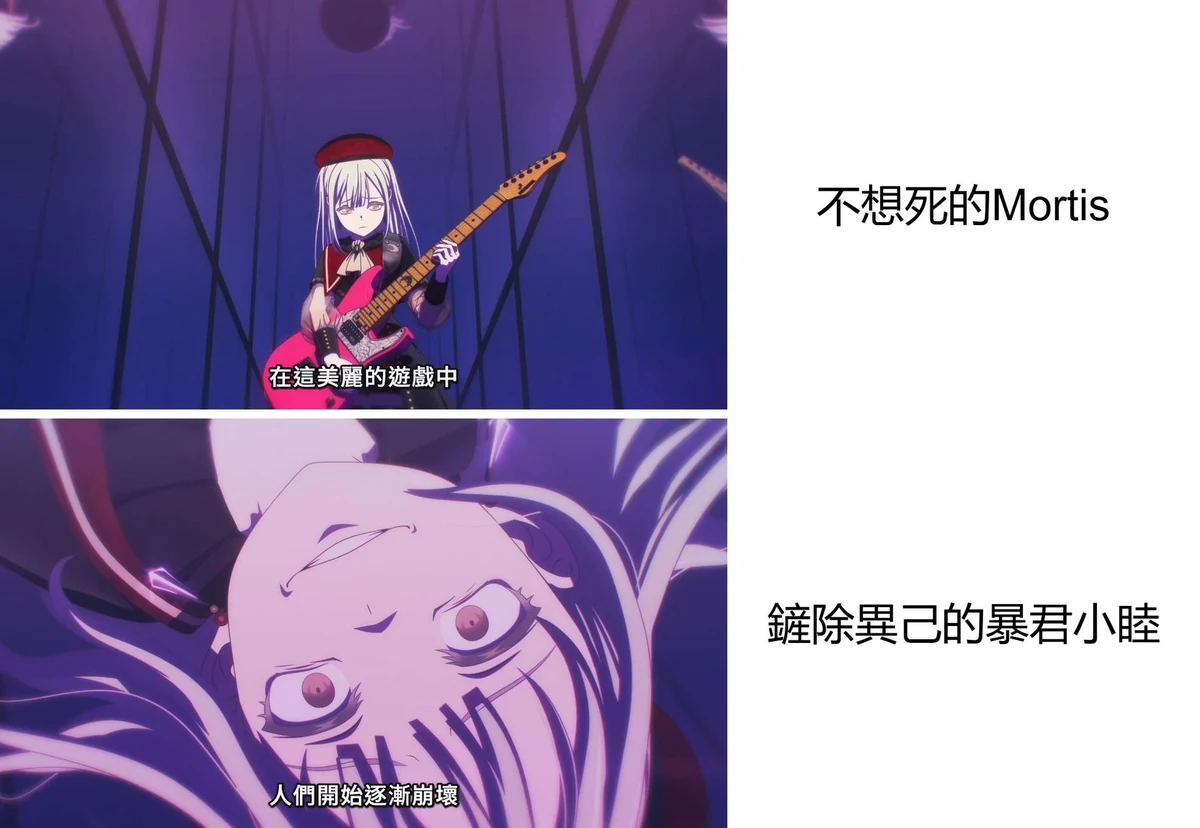 不想死的Mortis
在這美麗的遊戲中
鏟除異己的暴君小睦
人們開始逐漸崩壞